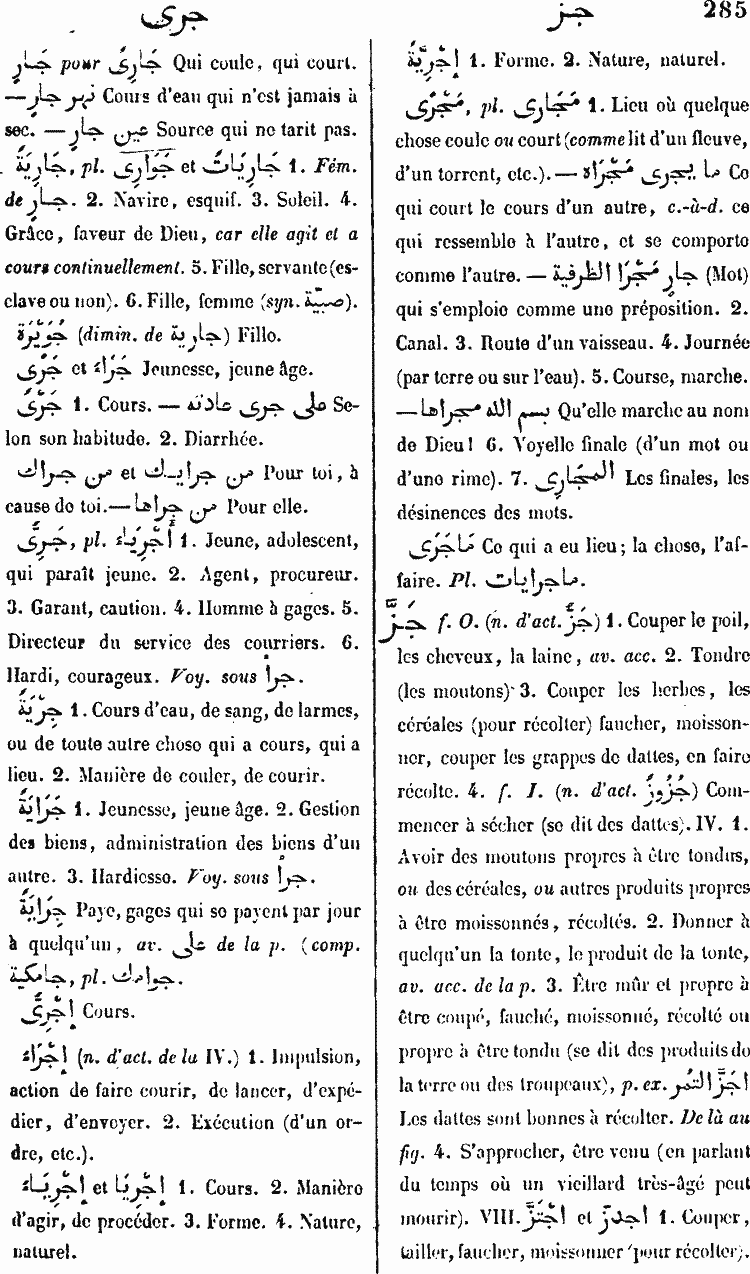 جرى
جز
285
جَارٍ pour جَارِىٌ Qui coule, qui court.
— نهر جارٍ Cours d'eau qui n'est jamais à
sec. — عين جارٍ Source qui ne tarit pas.
جَارِيَةٌ, pl. جَوَارِى et جَارِيَاتٌ 1. Fém.
de جارٍ. 2. Navire, esquif. 3. Soleil. 4.
Grâce, faveur de Dieu, car elle agit et a
cours continuellement. 5. Fille, servante (es-
clave ou non). 6. Fille, femme (syn. صبيّة).
جُوَيْرَةٌ (dimin. de جارية) Fille.
جَرًى et جَرَاءٌ Jeunesse, jeune âge.
جَرْىٌ 1. Cours. — على جرى عادته Se-
lon son habitude. 2. Diarrhée.
من جراك et من جرايـك Pour toi, à
cause de toi. — من جراها Pour elle.
جَرِىٌّ, pl. أَجْرِيَاءُ 1. Jeune, adolescent,
qui paraît jeune. 2. Agent, procureur.
3. Garant, caution. 4. Homme à gages. 5.
Directeur du service des courriers. 6.
Hardi, courageux. Voy. sous جرأ.
جِرْيَةٌ 1. Cours d'eau, de sang, de larmes,
ou de toute autre chose qui a cours, qui a
lieu. 2. Manière de couler, de courir.
جَرَايَةٌ 1. Jeunesse, jeune âge. 2. Gestion
des biens, administration des biens d'un
autre. 3. Hardiesse. Voy. sous جرأ.
جِرَايَةٌ Paye, gages qui se payent par jour
à quelqu'un, av. على de la p. (comp.
جامكية, pl. جوامك.
إِجْرِىٌّ Cours.
إِجْرَاءٌ (n. d'act. de la IV.) 1. Impulsion,
action de faire courir, de lancer, d'expé-
dier, d'envoyer. 2. Exécution (d'un or-
dre, etc.).
إِجْرِيَاءُ et إِجْرِيَّا 1. Cours. 2. Manière
d'agir, de procéder. 3. Forme. 4. Nature,
naturel.
إِجْرِيَّةٌ 1. Forme. 2. Nature, naturel.
مَجْرًى, pl. مَجَارِى 1. Lieu où quelque
chose coule ou court (comme lit d'un fleuve,
d'un torrent, etc.). — ما يجرى مَجْرَاهُ Ce
qui court le cours d'un autre, c.-à-d. ce
qui ressemble à l'autre, et se comporte
comme l'autre. — جارٍ مَجْرَا الظرفية (Mot)
qui s'emploie comme une préposition. 2.
Canal. 3. Route d'un vaisseau. 4. Journée
(par terre ou sur l'eau). 5. Course, marche.
— بسم الله مجراها Qu'elle marche au nom
de Dieu! 6. Voyelle finale (d'un mot ou
d'une rime). 7. المجَارِى Les finales, les
désinences des mots.
مَاجَرَى Ce qui a eu lieu; la chose, l'af-
faire. Pl. ماجرايات.
جَزَّ f. O. (n. d'act. جَزٌّ) 1. Couper le poil,
les cheveux, la laine, av. acc. 2. Tondre
(les moutons) 3. Couper les herbes, les
céréales (pour récolter) faucher, moisson-
ner, couper les grappes de dattes, en faire
récolte. 4. f. I. (n. d'act. جُزُوزٌ) Com-
mencer à sécher (se dit des dattes). IV. 1.
Avoir des moutons propres à être tondus,
ou des céréales, ou autres produits propres
à être moissonnés, récoltés. 2. Donner à
quelqu'un la tonte, le produit de la tonte,
av. acc. de la p. 3. Être mûr et propre à
être coupé, fauché, moissonné, récolté ou
propre à être tondu (se dit des produits de
la terre ou des troupeaux), p. ex. اجَزَّ التمر
Les dattes sont bonnes à récolter. De là au
fig. 4. S'approcher, être venu (en parlant
du temps où un vieillard très-âgé peut
mourir). VIII. اجْتَزَّ et اجدزّ 1. Couper,
tailler, faucher, moissonner (pour récolter).